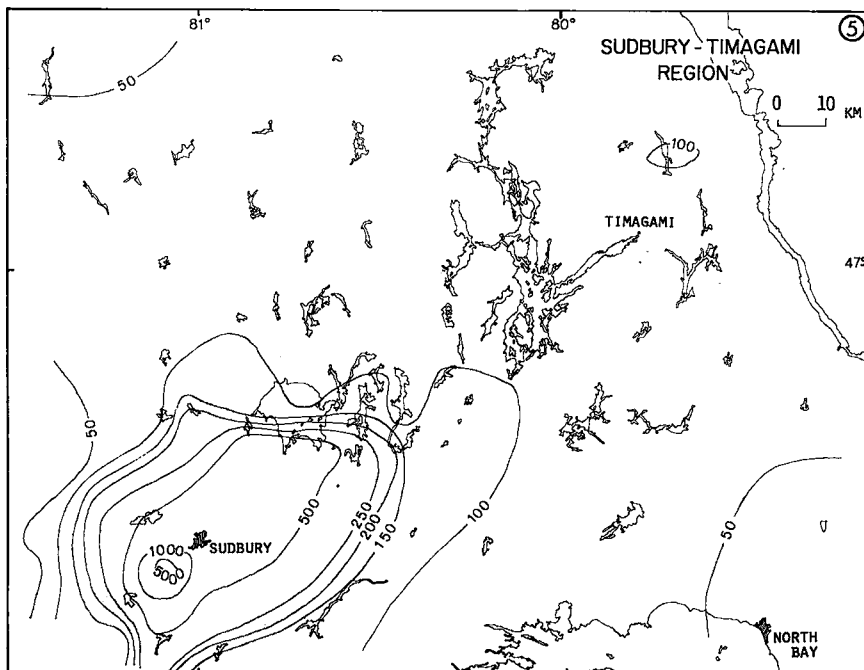 81°
80°
5
SUDBURY - TIMAGAMI
REGION
0 10 KM
50
100
TIMAGAMI
47°
50
500
250
200
150
100
50
1000
5000
SUDBURY
NORTH
BAY